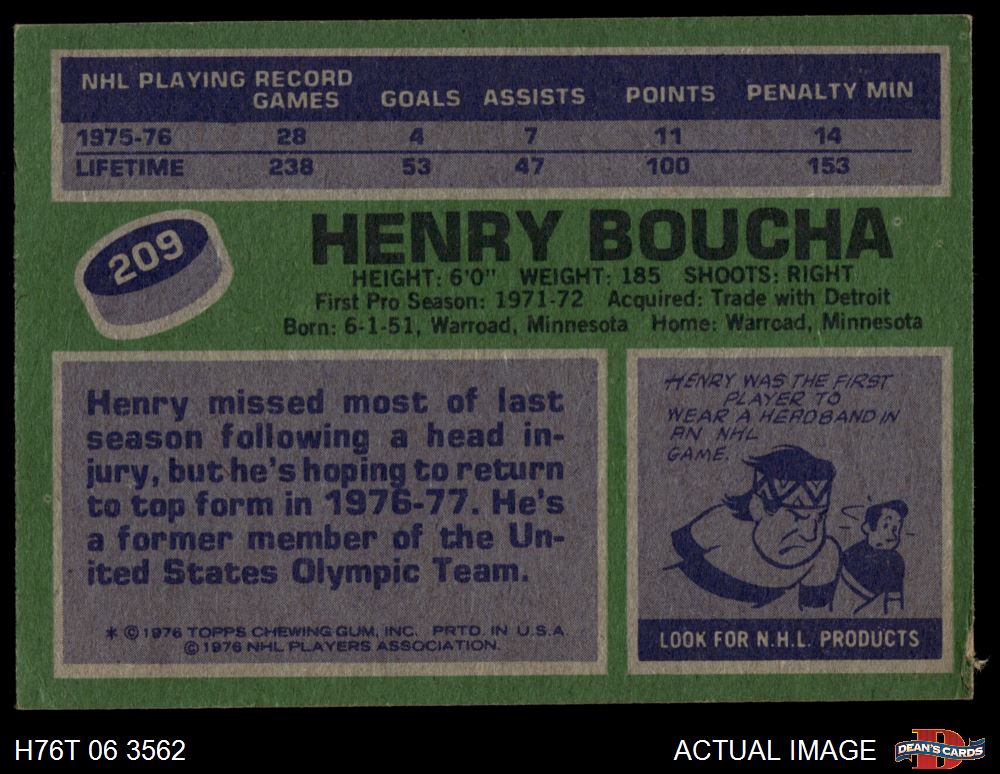 NHL PLAYING RECORD
GAMES GOALS ASSISTS POINTS PENALTY MIN
1975-76 28 4 7 11 14
LIFETIME 238 53 47 100 153
209
HENRY BOUCHA
HEIGHT: 6'0" WEIGHT: 185 SHOOTS: RIGHT
First Pro Season: 1971-72 Acquired: Trade with Detroit
Born: 6-1-51, Warroad, Minnesota Home: Warroad, Minnesota
Henry missed most of last
season following a head in-
jury, but he's hoping to return
to top form in 1976-77. He's
a former member of the Un-
ited States Olympic Team.
* © 1976 TOPPS CHEWING GUM, INC. PRTD. IN U.S.A.
© 1976 NHL PLAYERS ASSOCIATION.
HENRY WAS THE FIRST
PLAYER TO
WEAR A HEADBAND IN
AN NHL
GAME.
LOOK FOR N.H.L. PRODUCTS
H76T 06 3562
ACTUAL IMAGE
D
DEAN'S CARDS